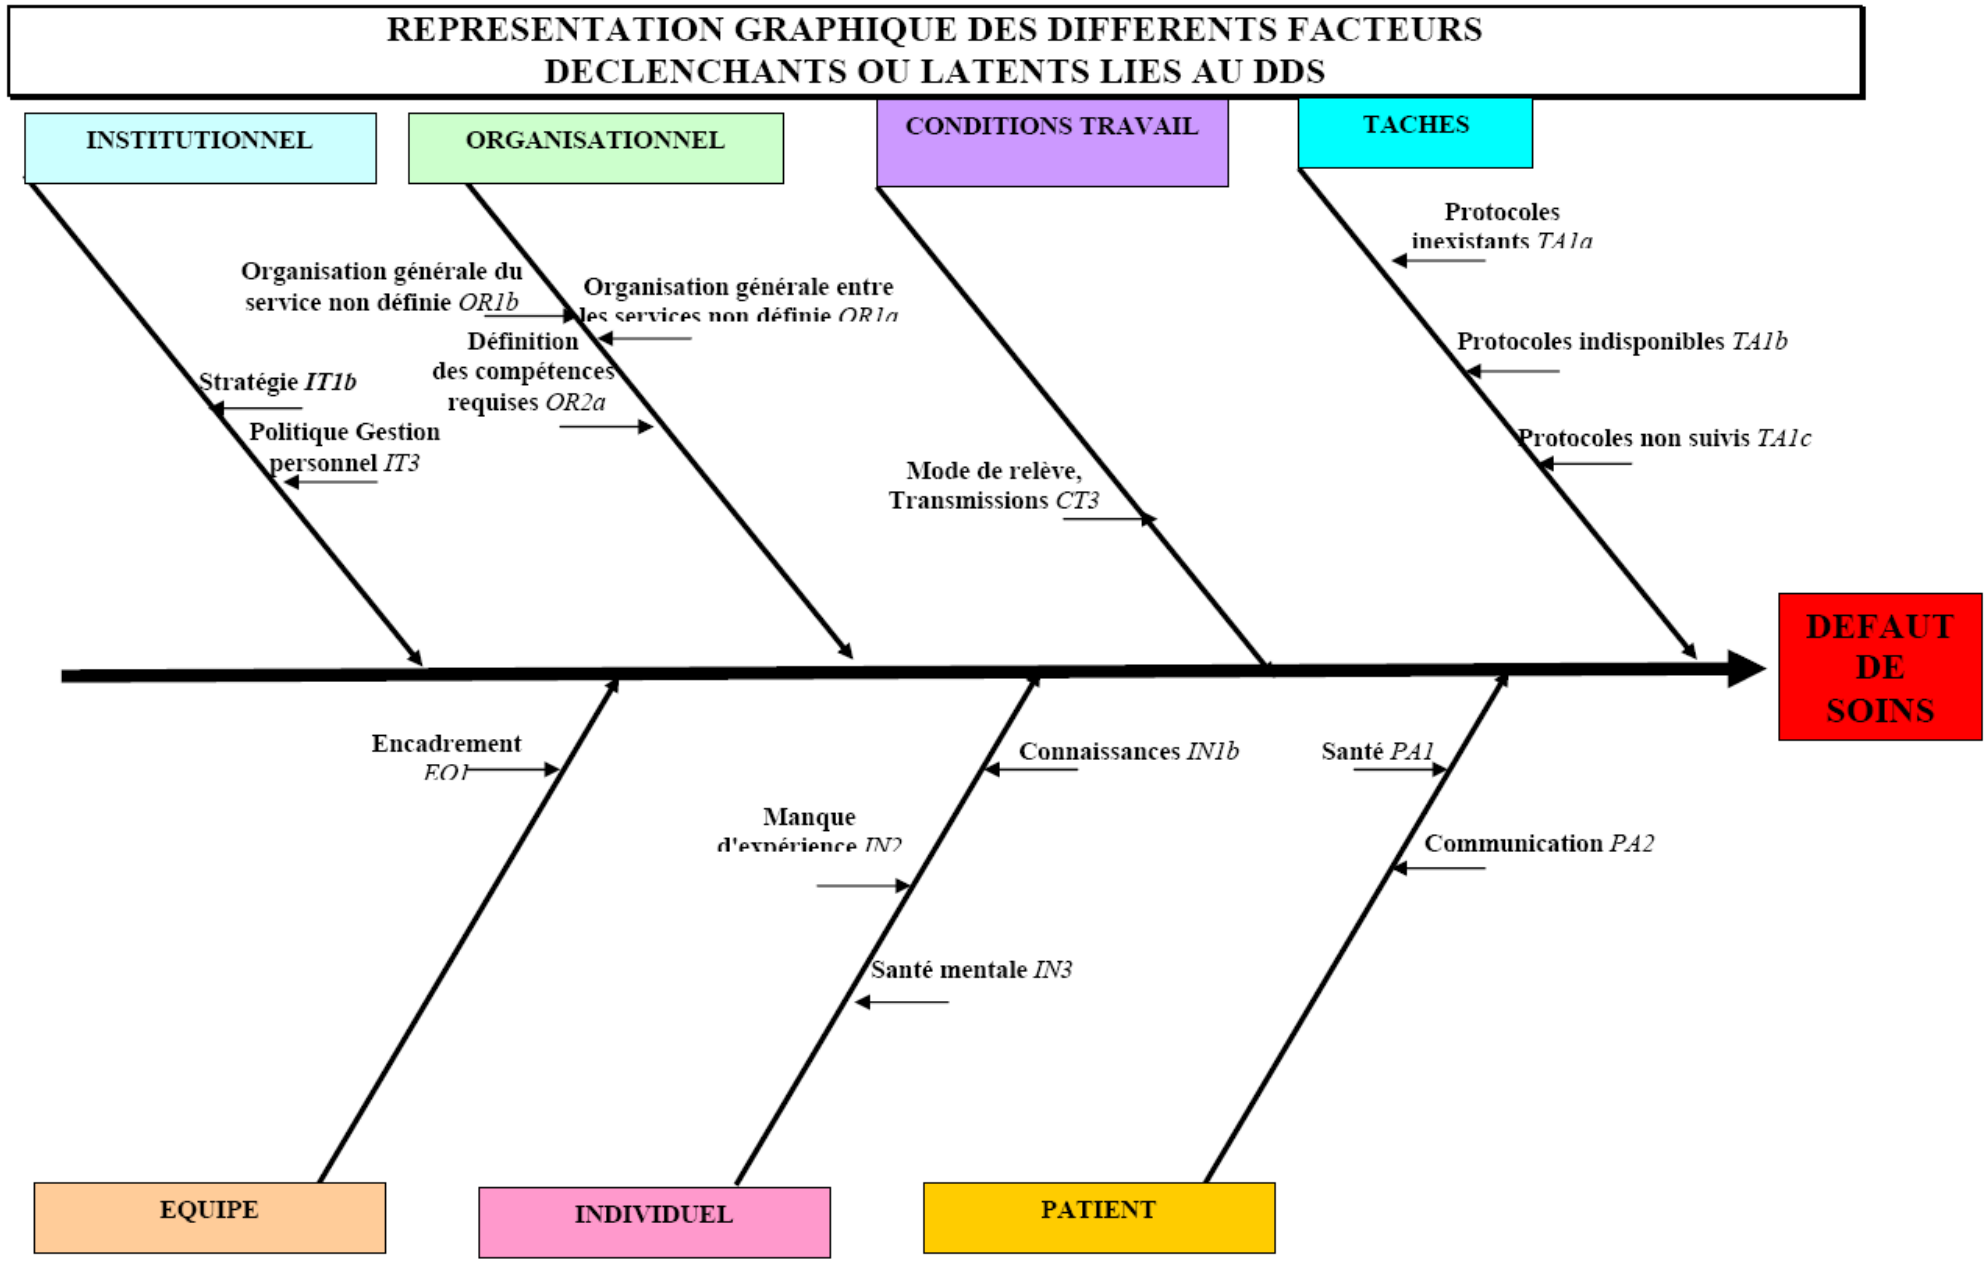 REPRESENTATION GRAPHIQUE DES DIFFERENTS FACTEURS
DECLENCHANTS OU LATENTS LIES AU DDS
INSTITUTIONNEL
ORGANISATIONNEL
CONDITIONS TRAVAIL
TACHES
Protocoles
inexistants TA1a
Organisation générale du
service non définie OR1b
Organisation générale entre
les services non définie OR1a
Définition
des compétences
requises OR2a
Protocoles indisponibles TA1b
Stratégie IT1b
Politique Gestion
personnel IT3
Protocoles non suivis TA1c
Mode de relève,
Transmissions CT3
DEFAUT
DE
SOINS
Encadrement
EQ1
Connaissances IN1b
Santé PA1
Manque
d'expérience IN2
Communication PA2
Santé mentale IN3
EQUIPE
INDIVIDUEL
PATIENT